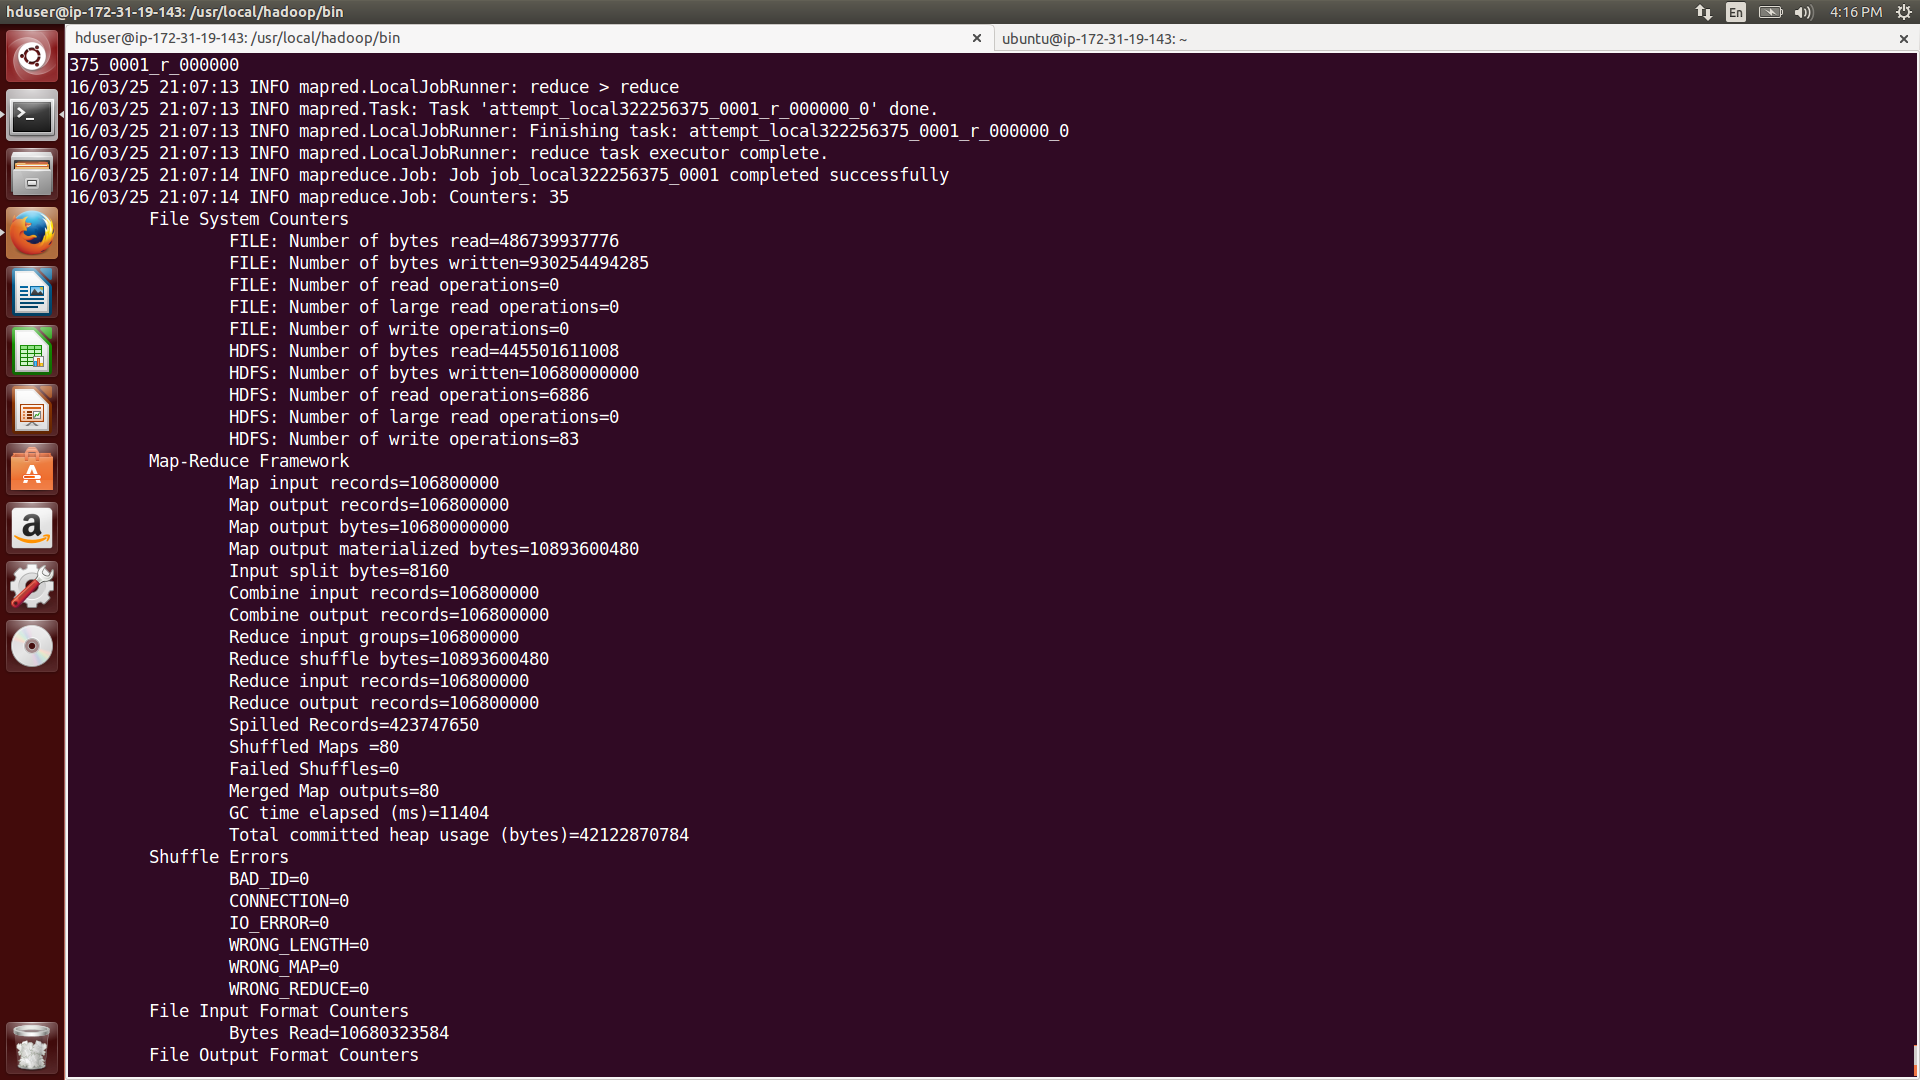 hduser@ip-172-31-19-143: /usr/local/hadoop/bin
En
4:16 PM
hduser@ip-172-31-19-143: /usr/local/hadoop/bin
ubuntu@ip-172-31-19-143: ~
375_0001_r_000000
16/03/25 21:07:13 INFO mapred.LocalJobRunner: reduce > reduce
16/03/25 21:07:13 INFO mapred.Task: Task 'attempt_local322256375_0001_r_000000_0' done.
16/03/25 21:07:13 INFO mapred.LocalJobRunner: Finishing task: attempt_local322256375_0001_r_000000_0
16/03/25 21:07:13 INFO mapred.LocalJobRunner: reduce task executor complete.
16/03/25 21:07:14 INFO mapreduce.Job: Job job_local322256375_0001 completed successfully
16/03/25 21:07:14 INFO mapreduce.Job: Counters: 35
File System Counters
FILE: Number of bytes read=486739937776
FILE: Number of bytes written=930254494285
FILE: Number of read operations=0
FILE: Number of large read operations=0
FILE: Number of write operations=0
HDFS: Number of bytes read=445501611008
HDFS: Number of bytes written=10680000000
HDFS: Number of read operations=6886
HDFS: Number of large read operations=0
HDFS: Number of write operations=83
Map-Reduce Framework
Map input records=106800000
Map output records=106800000
Map output bytes=10680000000
Map output materialized bytes=10893600480
Input split bytes=8160
Combine input records=106800000
Combine output records=106800000
Reduce input groups=106800000
Reduce shuffle bytes=10893600480
Reduce input records=106800000
Reduce output records=106800000
Spilled Records=423747650
Shuffled Maps =80
Failed Shuffles=0
Merged Map outputs=80
GC time elapsed (ms)=11404
Total committed heap usage (bytes)=42122870784
Shuffle Errors
BAD_ID=0
CONNECTION=0
IO_ERROR=0
WRONG_LENGTH=0
WRONG_MAP=0
WRONG_REDUCE=0
File Input Format Counters
Bytes Read=10680323584
File Output Format Counters